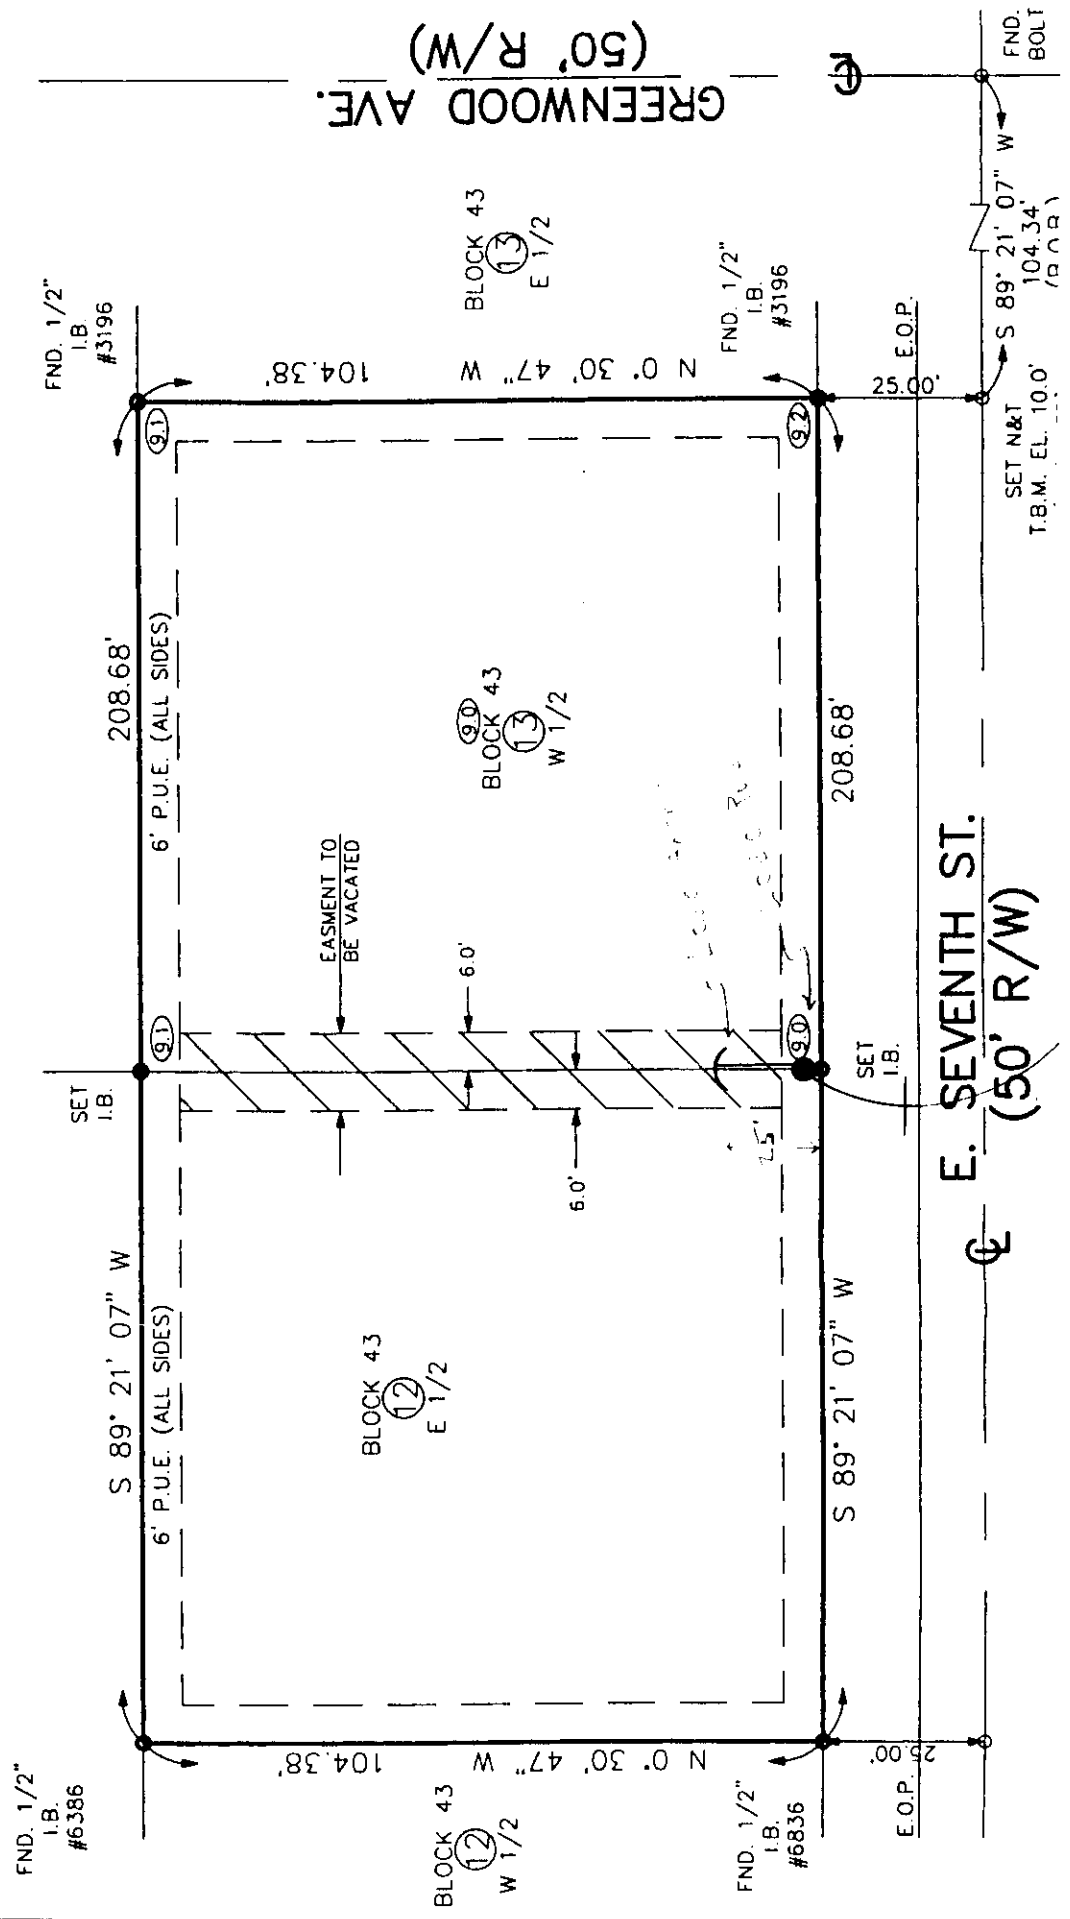 GREENWOOD AVE.
(50' R/W)
FND. 1/2"
I.B.
#6386
S 89° 21' 07" W
208.68'
FND. 1/2"
I.B.
#3196
6' P.U.E. (ALL SIDES)
SET
I.B.
9.1
6' P.U.E. (ALL SIDES)
9.1
EASMENT TO
BE VACATED
BLOCK 43
12
W 1/2
N 0° 30' 47" W
104.38'
BLOCK 43
12
E 1/2
6.0'
6.0'
9.0
BLOCK 43
13
W 1/2
N 0° 30' 47" W
104.38'
BLOCK 43
13
E 1/2
25'
9.0
9.2
FND. 1/2"
I.B.
#6836
S 89° 21' 07" W
SET
I.B.
208.68'
FND. 1/2"
I.B.
#3196
E.O.P.
25.00'
25.00'
E.O.P.
E. SEVENTH ST.
(50' R/W)
SET N&T
T.B.M. EL. 10.0'
S 89° 21' 07" W
104.34'
FND.
BOLT